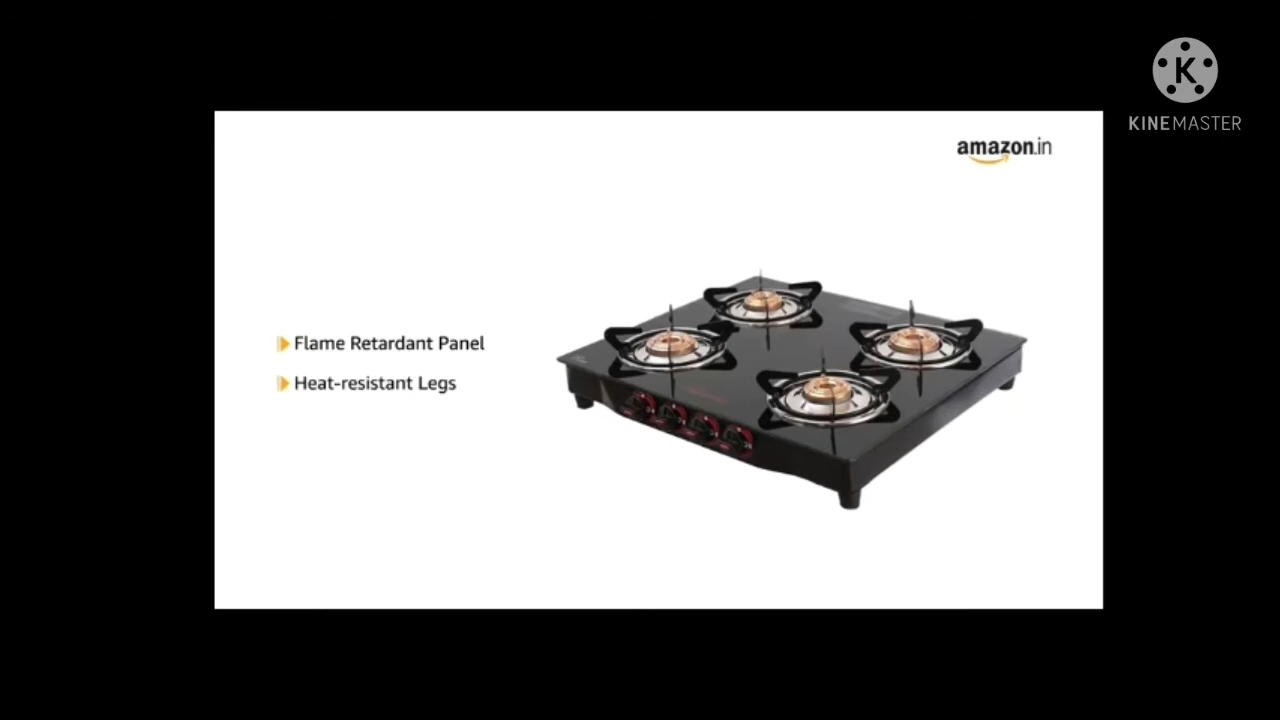 K
KINEMASTER
amazon.in
Flame Retardant Panel
Heat-resistant Legs